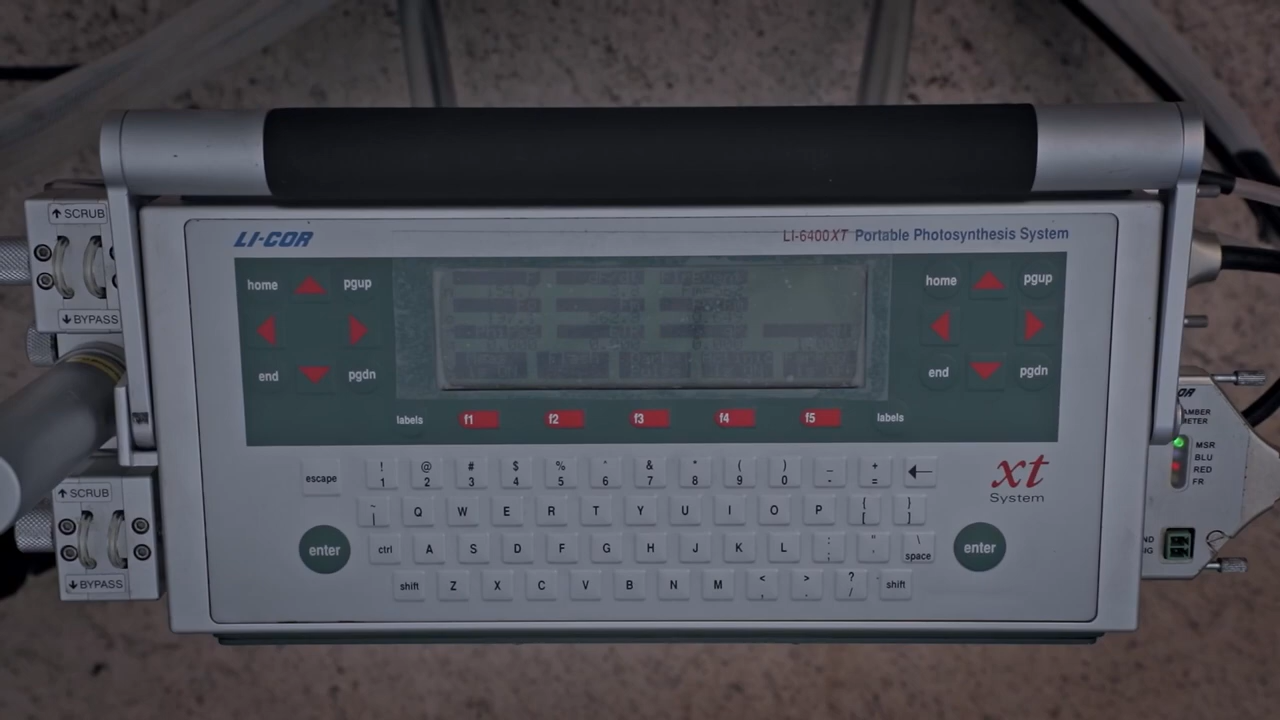 ↑ SCRUB
↓ BYPASS
↑ SCRUB
↓ BYPASS
LI-COR
LI-6400XT Portable Photosynthesis System
home pgup
end pgdn
home pgup
end pgdn
labels f1 f2 f3 f4 f5 labels
escape ! 1 @ 2 # 3 $ 4 % 5 ^ 6 & 7 * 8 ( 9 ) 0 _ - + = ←
~ | Q W E R T Y U I O P { [ } ]
enter ctrl A S D F G H J K L : ; " ' \ space enter
shift Z X C V B N M < , > . ? / shift
xt
System
MSR
BLU
RED
FR